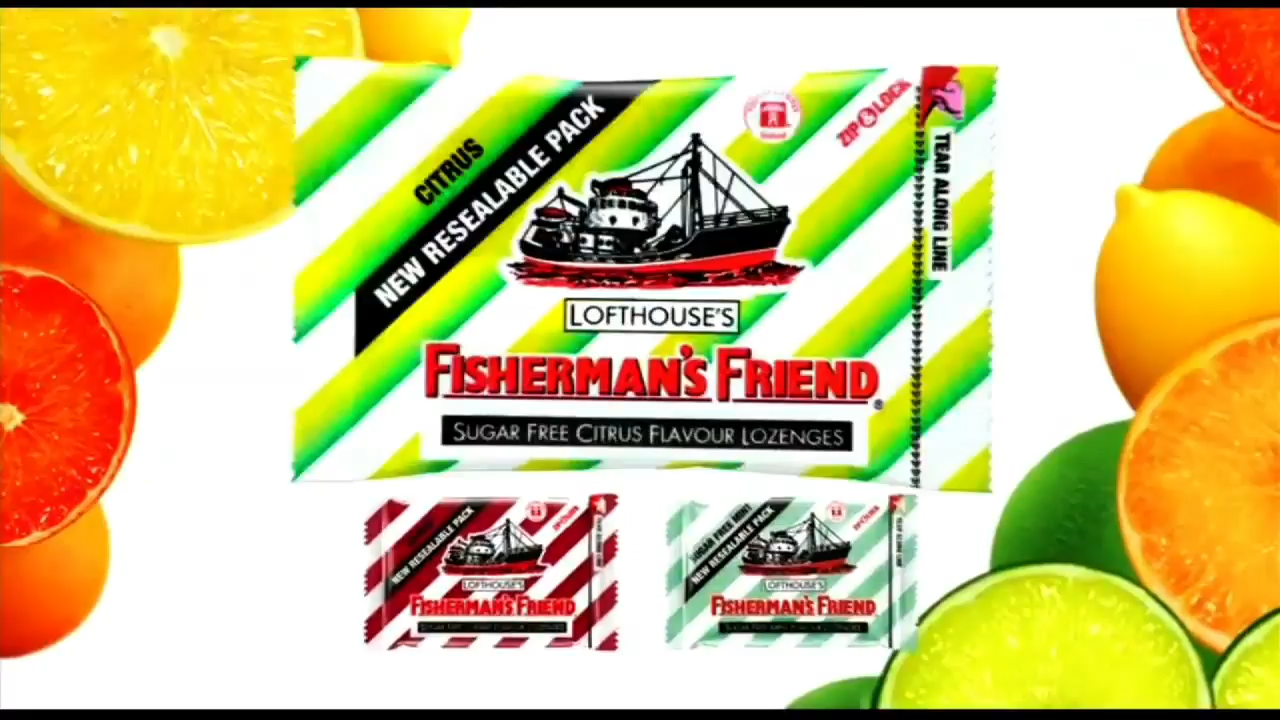 CITRUS
NEW RESEALABLE PACK
ZIP & LOCK
TEAR ALONG LINE
LOFTHOUSE'S
FISHERMAN'S FRIEND®
SUGAR FREE CITRUS FLAVOUR LOZENGES
NEW RESEALABLE PACK
LOFTHOUSE'S
FISHERMAN'S FRIEND
SUGAR FREE MINT
NEW RESEALABLE PACK
LOFTHOUSE'S
FISHERMAN'S FRIEND